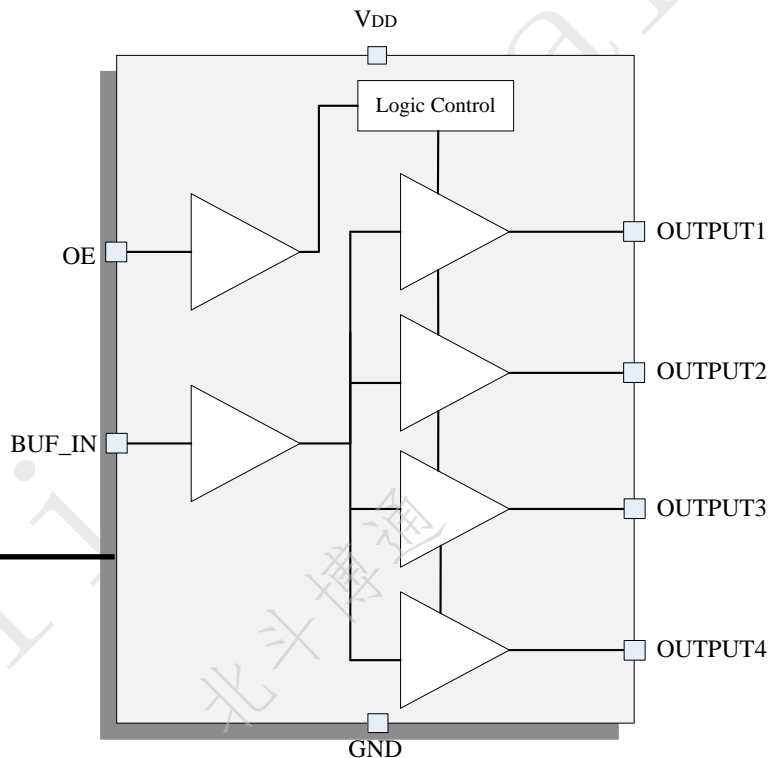 VDD
Logic Control
OE
OUTPUT1
OUTPUT2
BUF_IN
OUTPUT3
OUTPUT4
GND
北斗博通